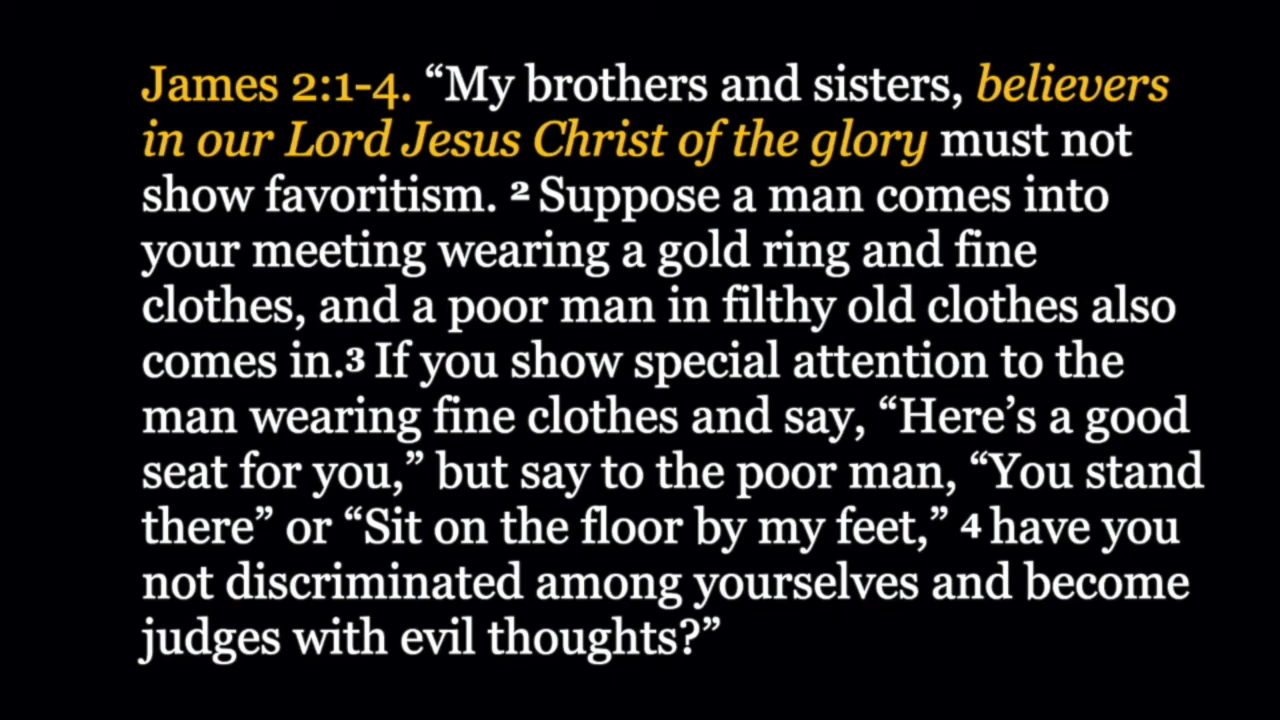 James 2:1-4. “My brothers and sisters, believers
in our Lord Jesus Christ of the glory must not
show favoritism. ² Suppose a man comes into
your meeting wearing a gold ring and fine
clothes, and a poor man in filthy old clothes also
comes in.³ If you show special attention to the
man wearing fine clothes and say, “Here’s a good
seat for you,” but say to the poor man, “You stand
there” or “Sit on the floor by my feet,” ⁴ have you
not discriminated among yourselves and become
judges with evil thoughts?”